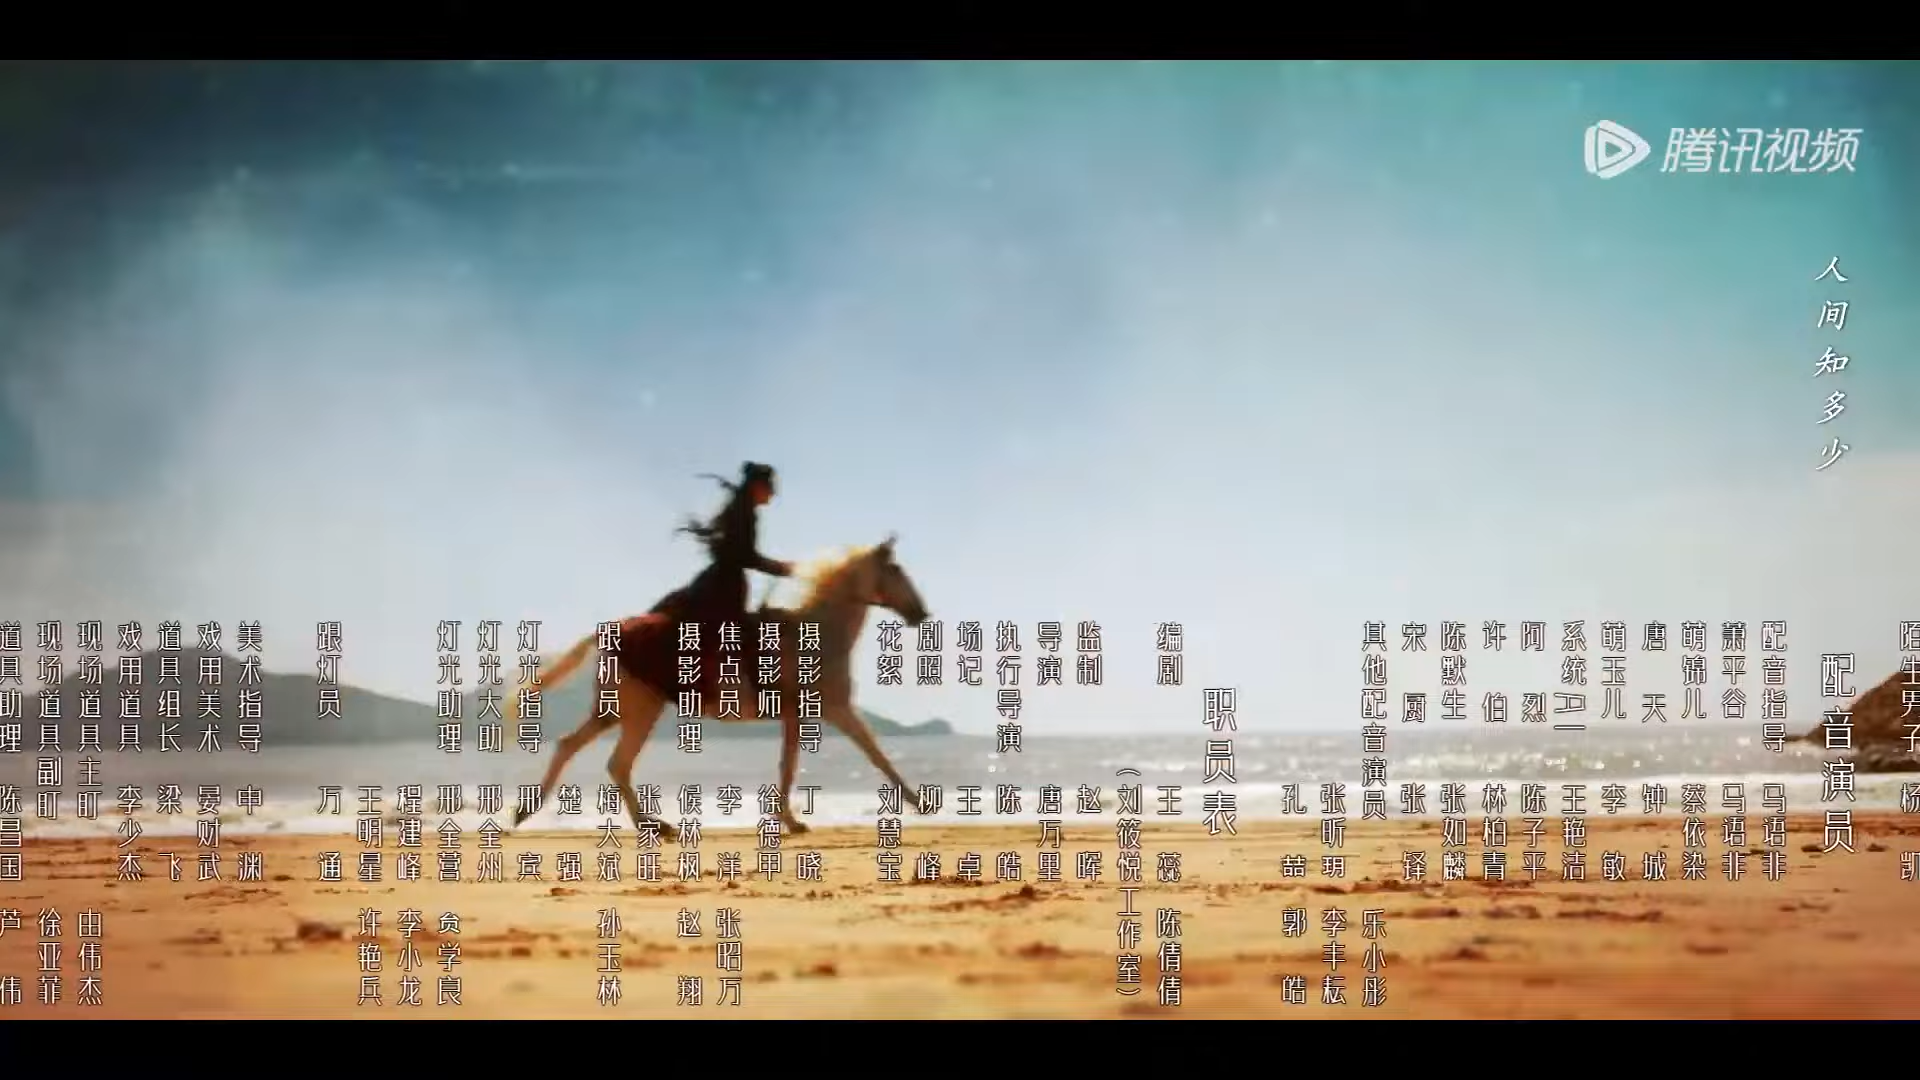 腾讯视频
人间知多少
杨 凯
配音演员
配音指导 马语非
萧平谷 马语非
萌锦儿 蔡依染
唐天 钟城
萌玉儿 李敏
系统AI 王艳洁
阿烈 陈子平
许伯 林柏青
陈默生 张如麟
宋厨 张铎
其他配音演员 乐小彤
张昕玥 李丰耘
孔喆 郭皓
职员表
编剧 王蕊 陈倩倩
（刘筱悦工作室）
监制 赵晖
导演 唐万里
执行导演 陈皓
场记 王卓
剧照 柳峰
花絮 刘慧宝
摄影指导 丁晓
摄影师 徐德甲
焦点员 李洋 张昭万
摄影助理 候林枫 赵翔
张家旺
跟机员 梅大斌 孙玉林
楚强
灯光指导 邢宾
灯光大助 邢全州
灯光助理 邢全营 贠学良
程建峰 李小龙
王明星 许艳兵
跟灯员 万通
美术指导 申渊
戏用美术 晏财武
道具组长 梁飞
戏用道具 李少杰
现场道具主盯 由伟杰
现场道具副盯 徐亚菲
道具助理 陈昌国 芦伟